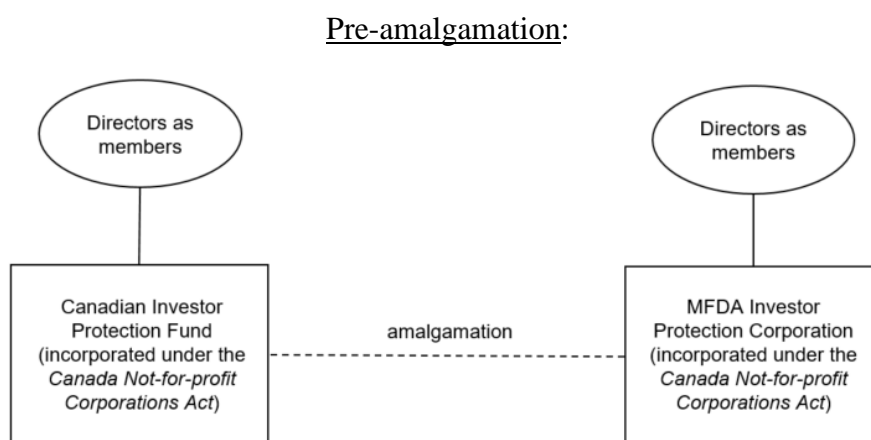 Pre-amalgamation:
Directors as
members
Directors as
members
Canadian Investor
Protection Fund
(incorporated under the
Canada Not-for-profit
Corporations Act)
amalgamation
MFDA Investor
Protection Corporation
(incorporated under the
Canada Not-for-profit
Corporations Act)